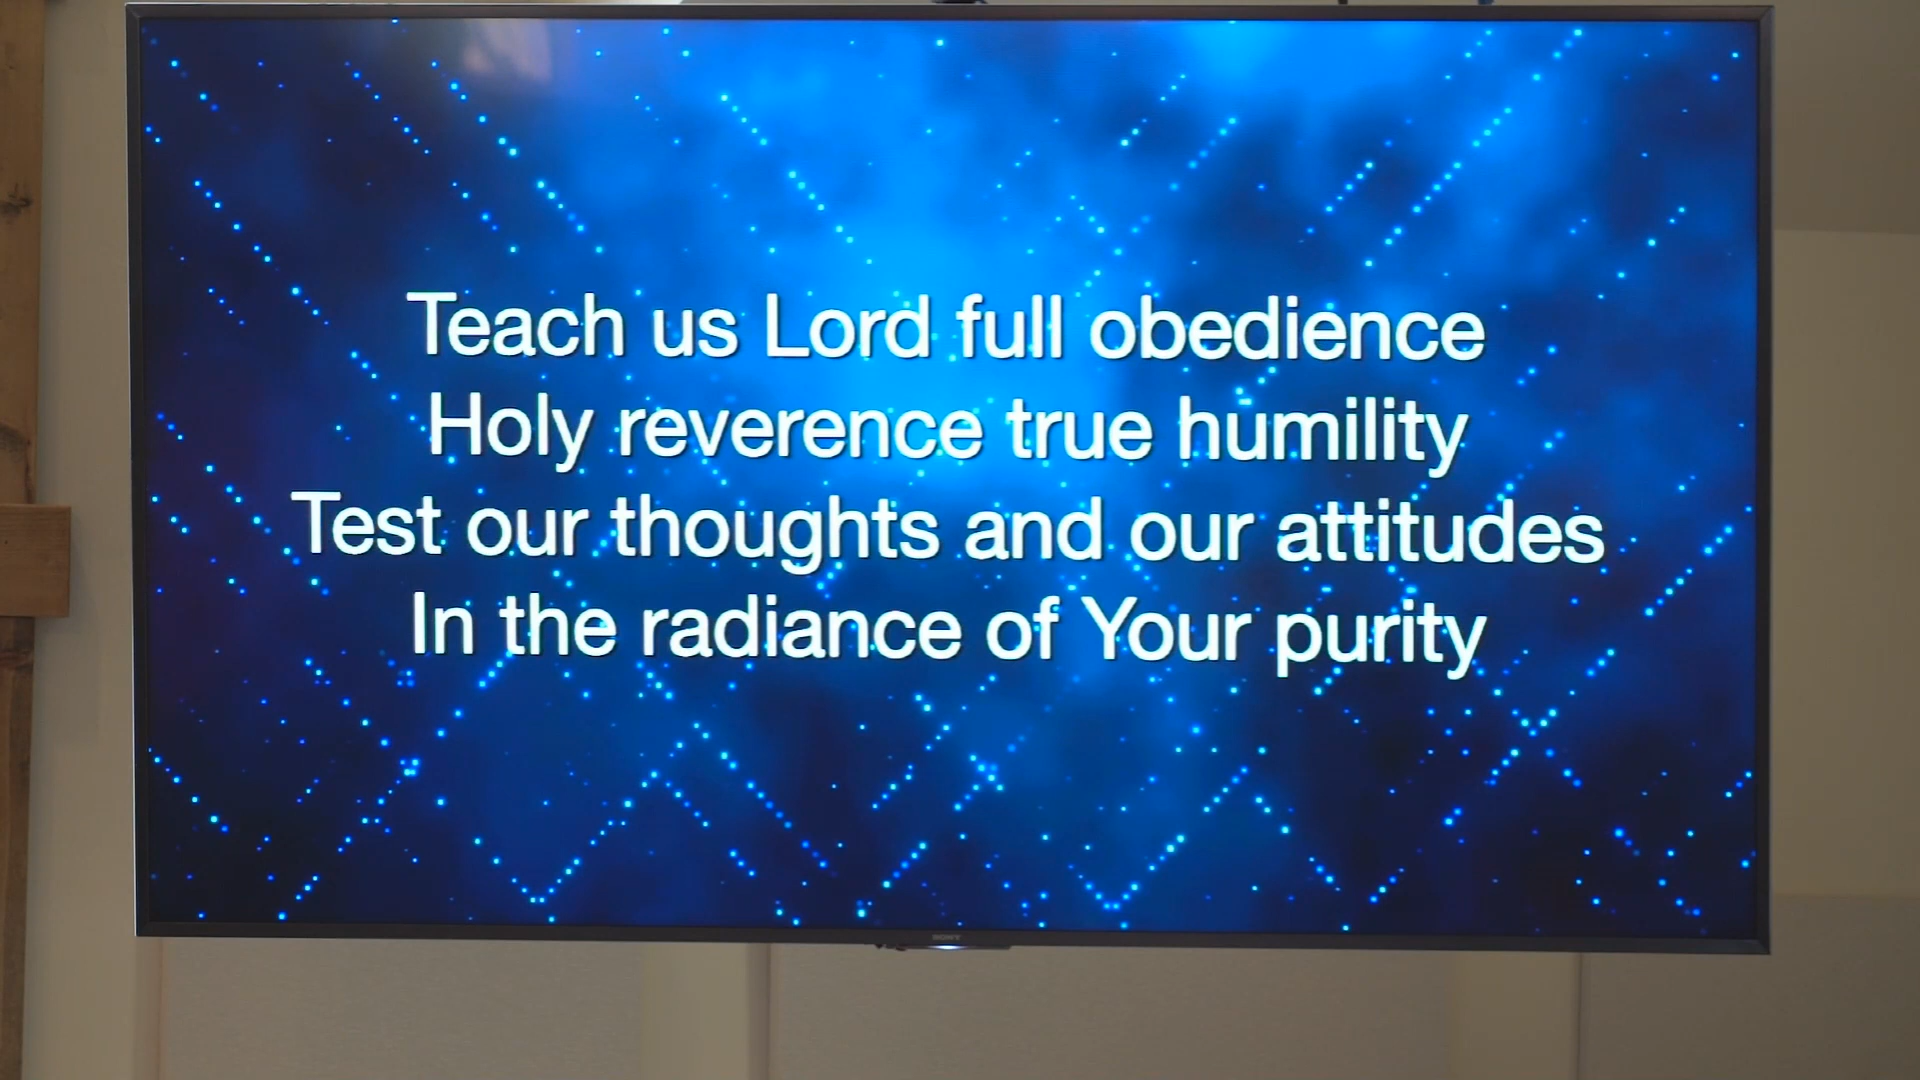 Teach us Lord full obedience
Holy reverence true humility
Test our thoughts and our attitudes
In the radiance of Your purity
SONY